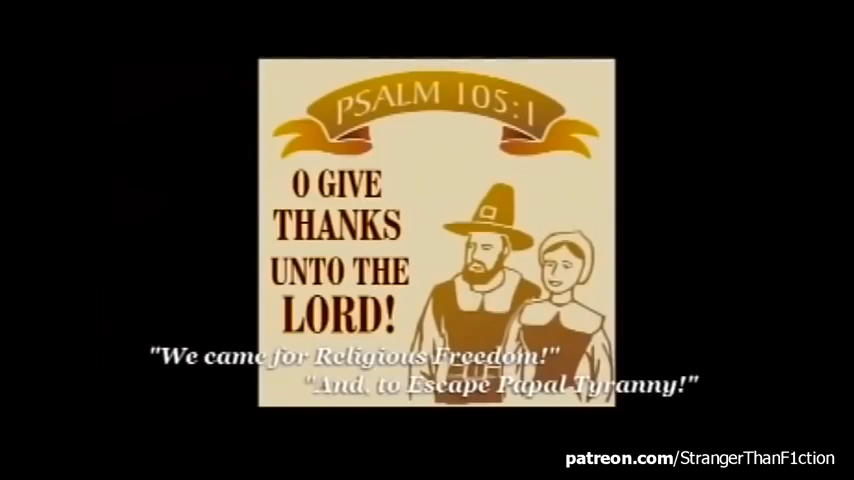 PSALM 105:1
O GIVE
THANKS
UNTO THE
LORD!
"We came for Religious Freedom!"
"And, to Escape Papal Tyranny!"
patreon.com/StrangerThanF1ction